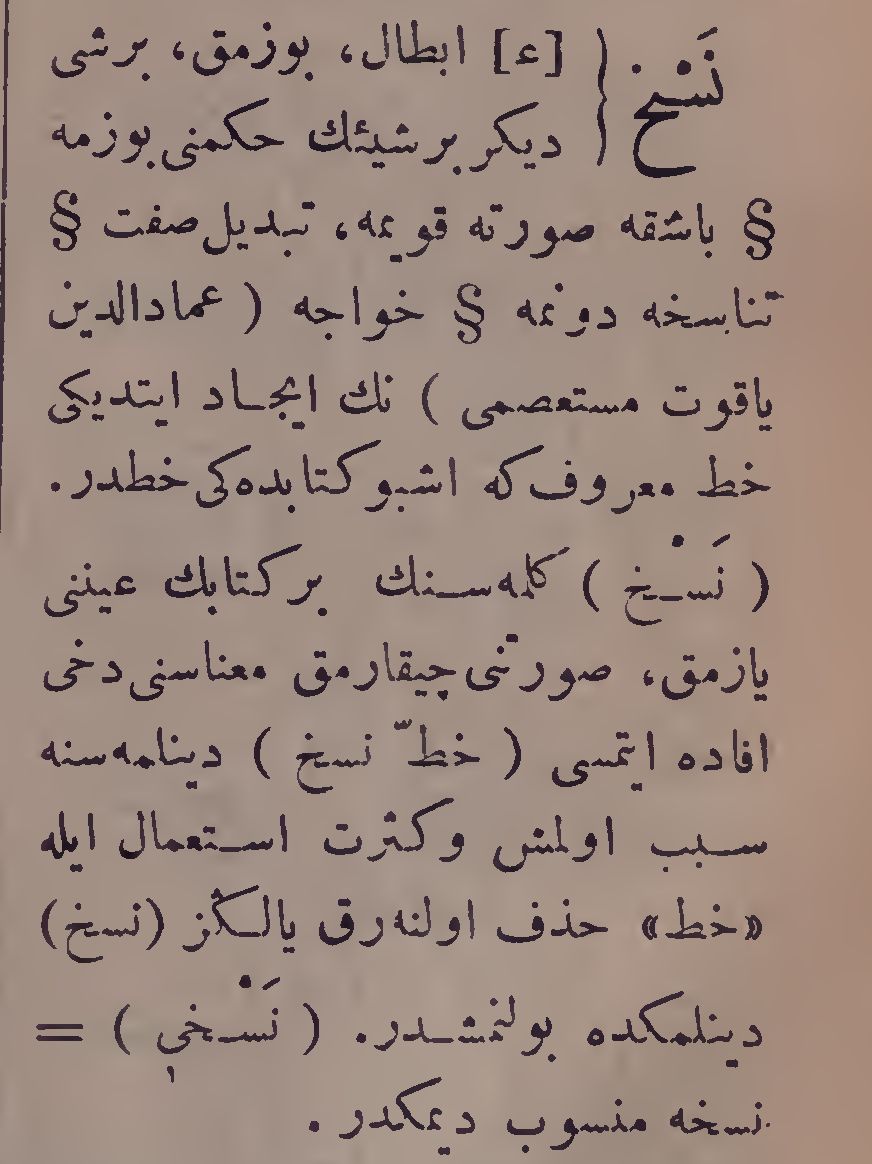 نَسْخ { [ع] ابطال، بوزمق، برشی
دیکر برشیئك حکمنی بوزمه
§ باشقه صورته قویمه، تبدیل صفت §
تناسخه دونمه § خواجه ( عمادالدین
یاقوت مستعصمی ) نك ایجاد ایتدیکی
خط معروف که اشبو کتابده‌کی خطدر.
( نَسْخ ) کلمه‌سنك برکتابك عیننی
یازمق، صورتنی چیقارمق معناسنی دخی
افاده ایتمسی ( خطّ نسخ ) دینلمه‌سنه
سبب اولمش وکثرت استعمال ایله
«خط» حذف اولنه‌رق یالکز (نسخ)
دینلمکده بولنمشدر. ( نَسْخیٖ ) =
نسخه منسوب دیمکدر .